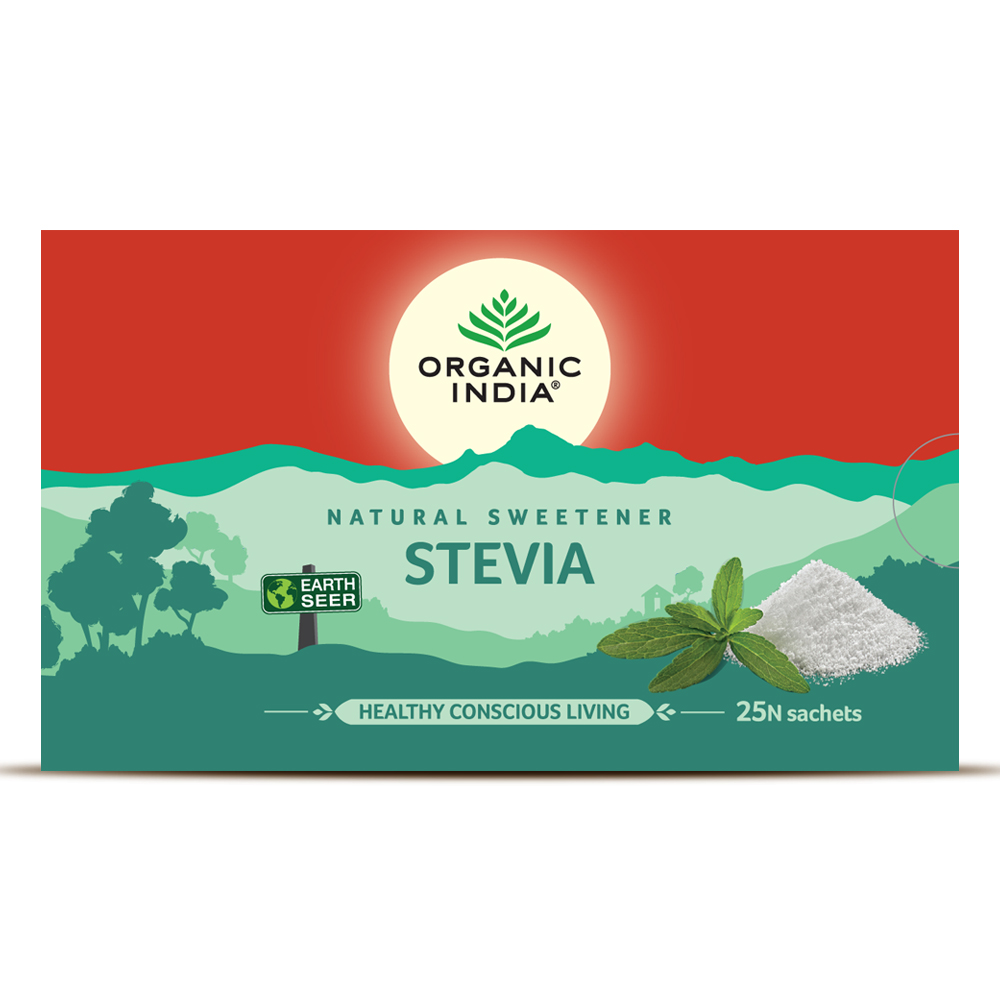 ORGANIC
INDIA®
NATURAL SWEETENER
STEVIA
EARTH
SEER
HEALTHY CONSCIOUS LIVING
25N sachets